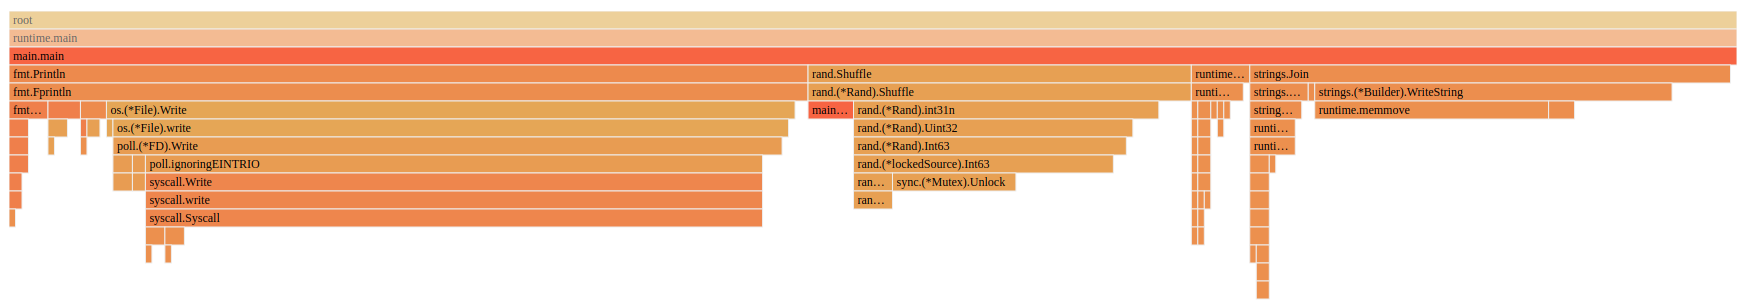 root
runtime.main
main.main
fmt.Println rand.Shuffle runtime… strings.Join
fmt.Fprintln rand.(*Rand).Shuffle runti… strings.… strings.(*Builder).WriteString
fmt… os.(*File).Write main… rand.(*Rand).int31n string… runtime.memmove
os.(*File).write rand.(*Rand).Uint32 runti…
poll.(*FD).Write rand.(*Rand).Int63 runti…
poll.ignoringEINTRIO rand.(*lockedSource).Int63
syscall.Write ran… sync.(*Mutex).Unlock
syscall.write ran…
syscall.Syscall